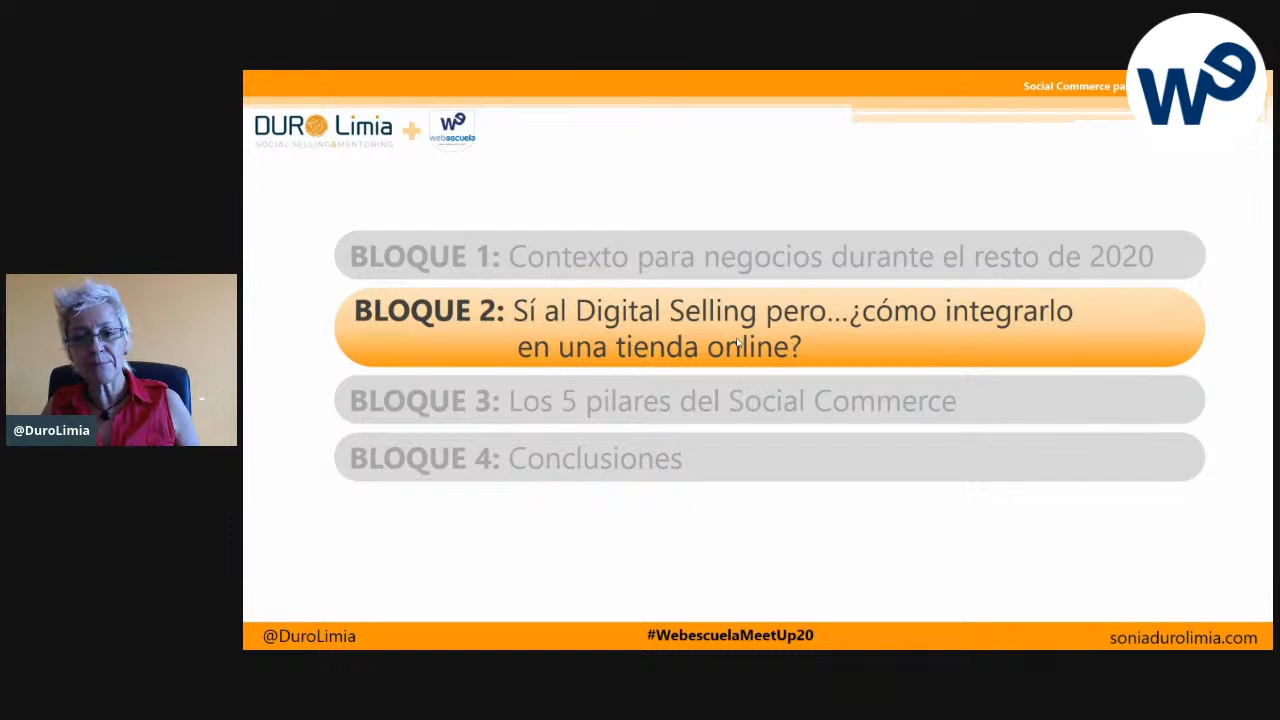 Social Commerce pa
We
DURO Limia
SOCIAL SELLING&MENTORING
We
webescuela
BLOQUE 1: Contexto para negocios durante el resto de 2020
BLOQUE 2: Sí al Digital Selling pero...¿cómo integrarlo
en una tienda online?
BLOQUE 3: Los 5 pilares del Social Commerce
BLOQUE 4: Conclusiones
@DuroLimia
@DuroLimia
#WebescuelaMeetUp20
soniadurolimia.com